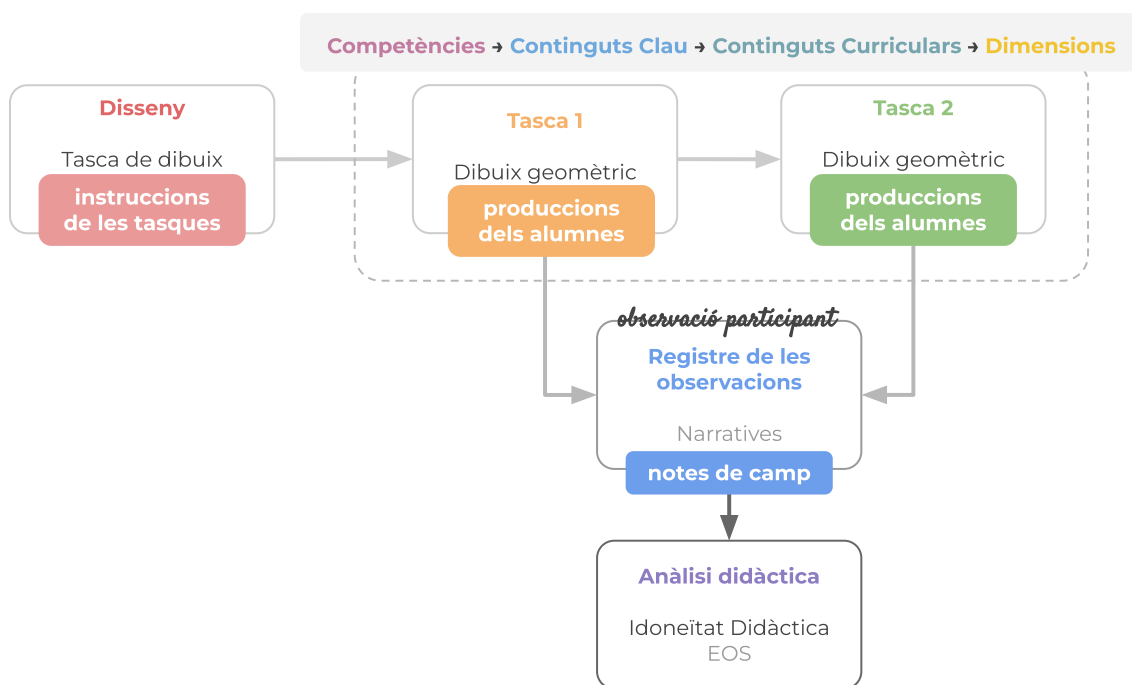 Competències → Continguts Clau → Continguts Curriculars → Dimensions
Disseny
Tasca de dibuix
instruccions
de les tasques
Tasca 1
Dibuix geomètric
produccions
dels alumnes
Tasca 2
Dibuix geomètric
produccions
dels alumnes
observació participant
Registre de les
observacions
Narratives
notes de camp
Anàlisi didàctica
Idoneïtat Didàctica
EOS